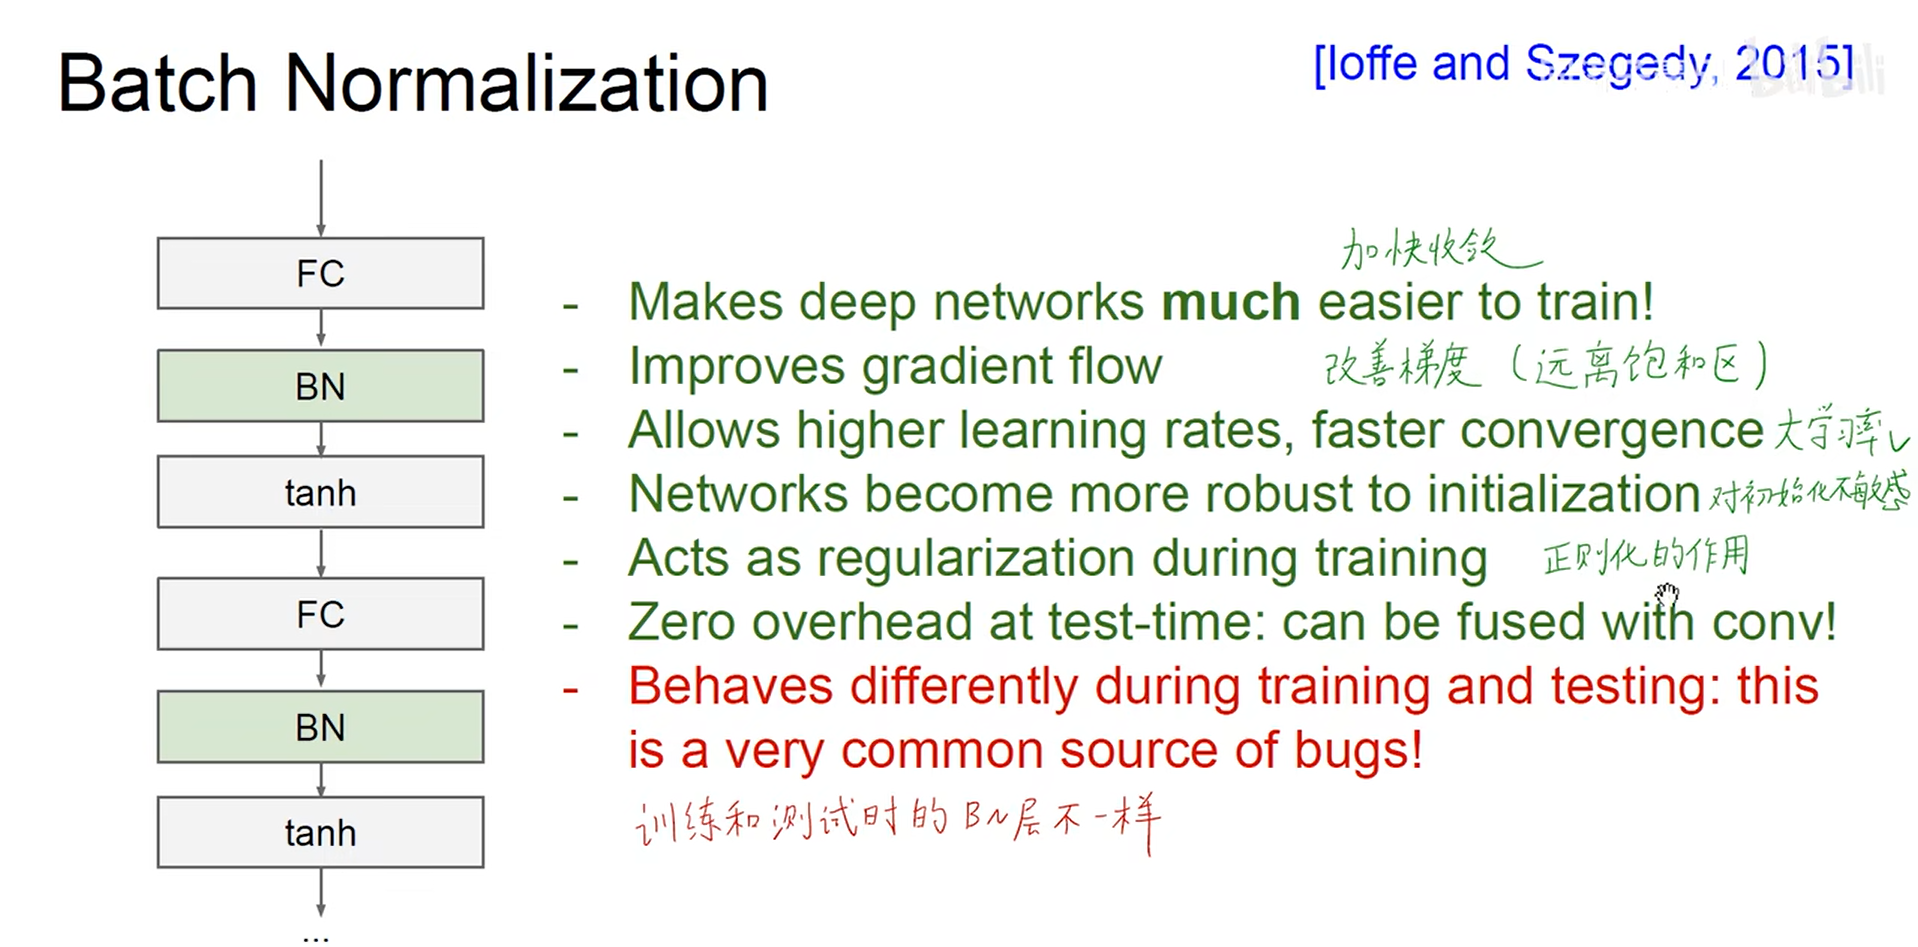 Batch Normalization
[Ioffe and Szegedy, 2015]
FC
BN
tanh
FC
BN
tanh
...
加快收敛
- Makes deep networks much easier to train!
- Improves gradient flow 改善梯度（远离饱和区）
- Allows higher learning rates, faster convergence 大学习率✓
- Networks become more robust to initialization 对初始化不敏感
- Acts as regularization during training 正则化的作用
- Zero overhead at test-time: can be fused with conv!
- Behaves differently during training and testing: this
is a very common source of bugs!
训练和测试时的BN层不一样